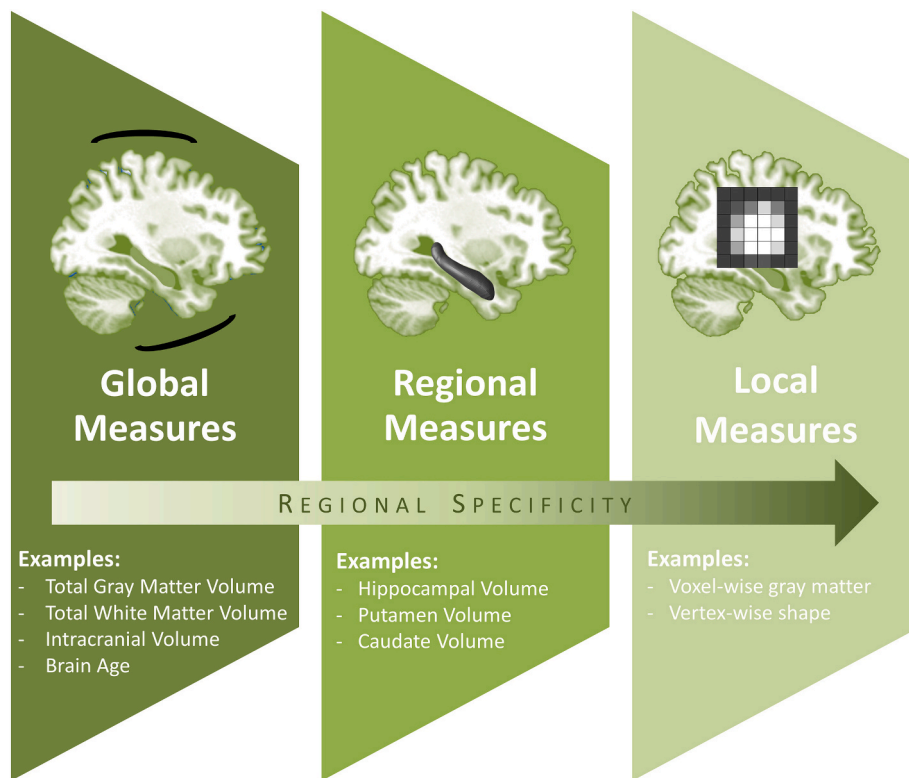 Global
Measures
Regional
Measures
Local
Measures
REGIONAL SPECIFICITY
Examples:
- Total Gray Matter Volume
- Total White Matter Volume
- Intracranial Volume
- Brain Age
Examples:
- Hippocampal Volume
- Putamen Volume
- Caudate Volume
Examples:
- Voxel-wise gray matter
- Vertex-wise shape